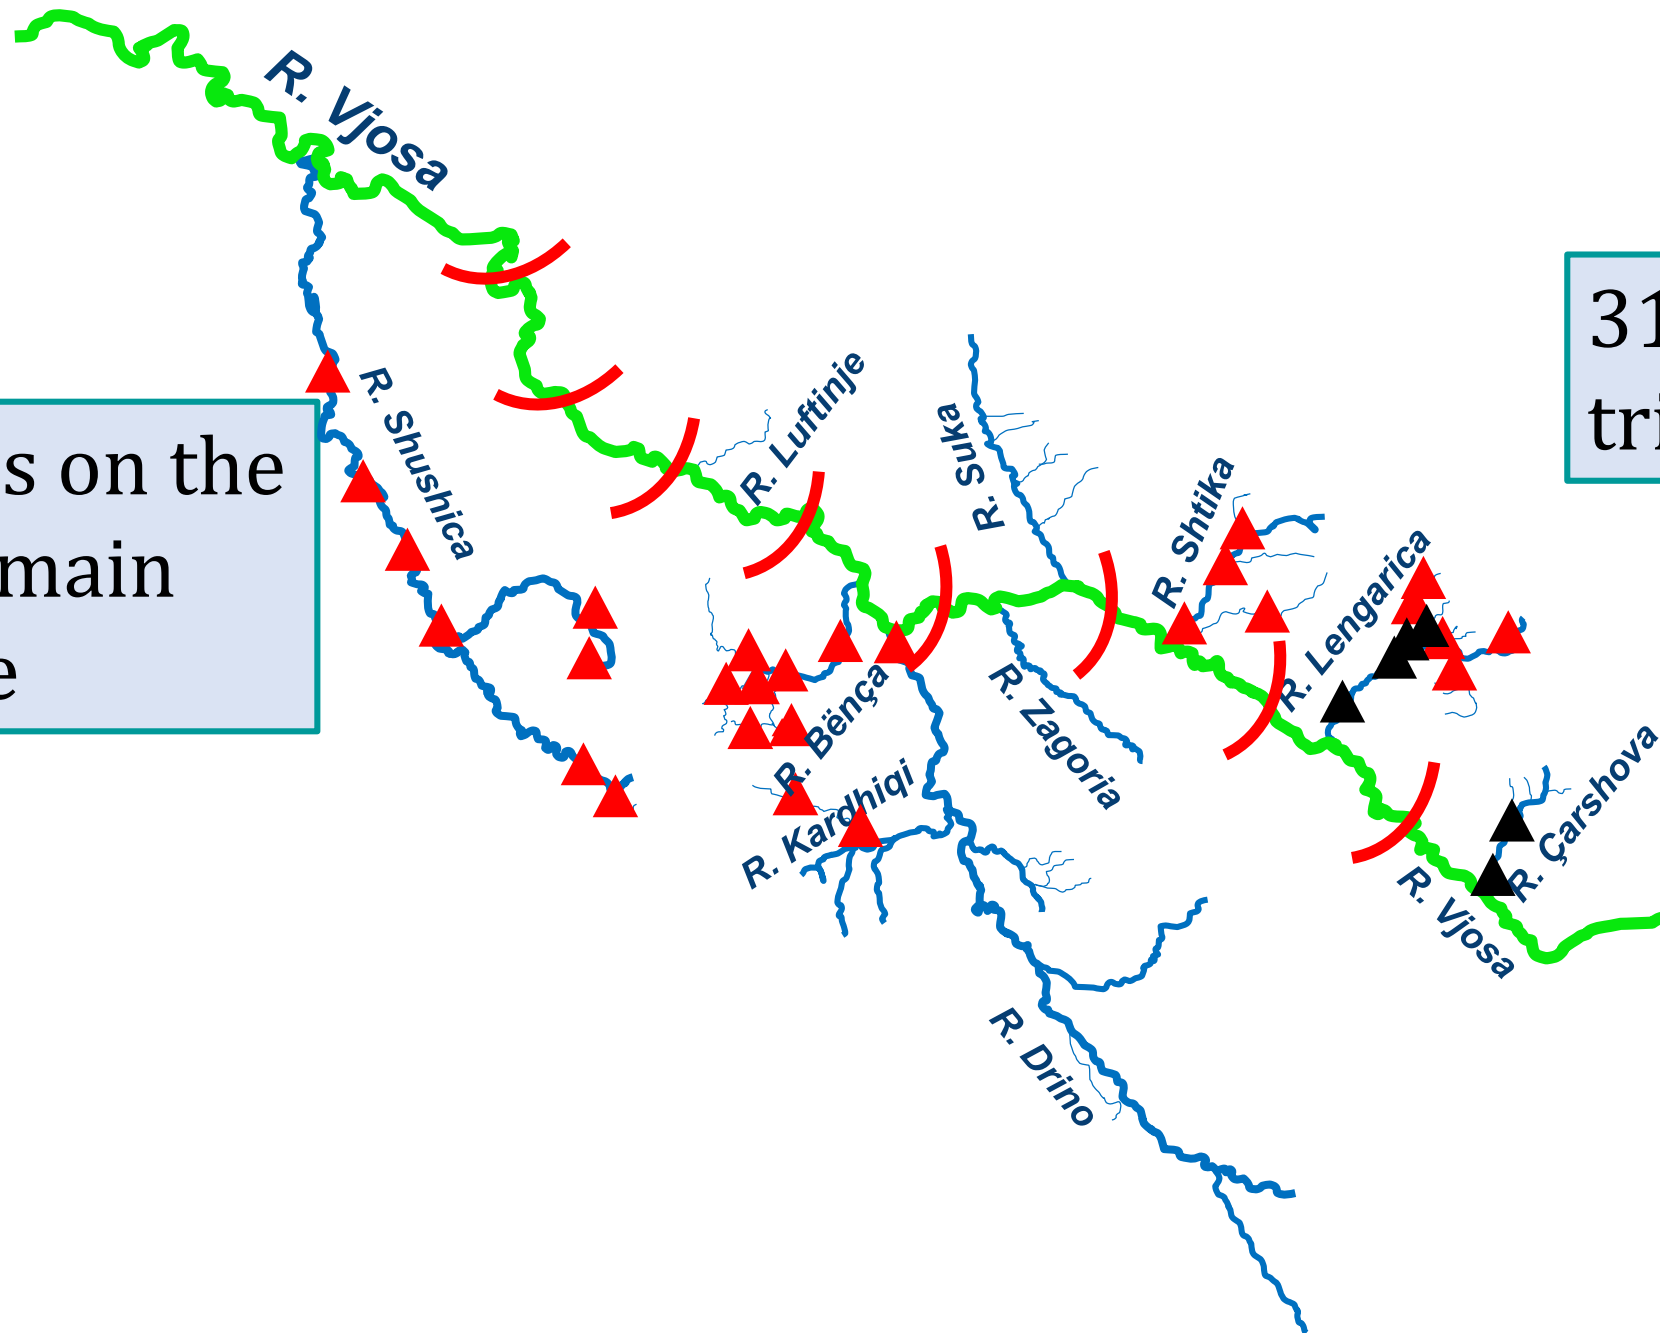 R. Vjosa
31
tri
R. Shushica
s on the
main
e
R. Luftinje
R. Suka
R. Shtika
R. Lengarica
R. Bënça
R. Zagoria
R. Kardhiqi
R. Çarshova
R. Vjosa
R. Drino